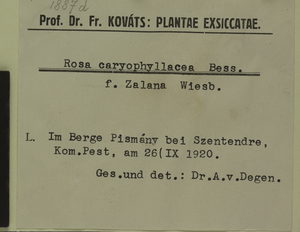 1887d
Prof. Dr. Fr. KOVÁTS: PLANTAE EXSICCATAE.
Rosa caryophyllacea Bess.
f. Zalana Wiesb.
L. Im Berge Pismány bei Szentendre,
Kom.Pest, am 26(IX 1920.
Ges.und det.: Dr.A.v.Degen.